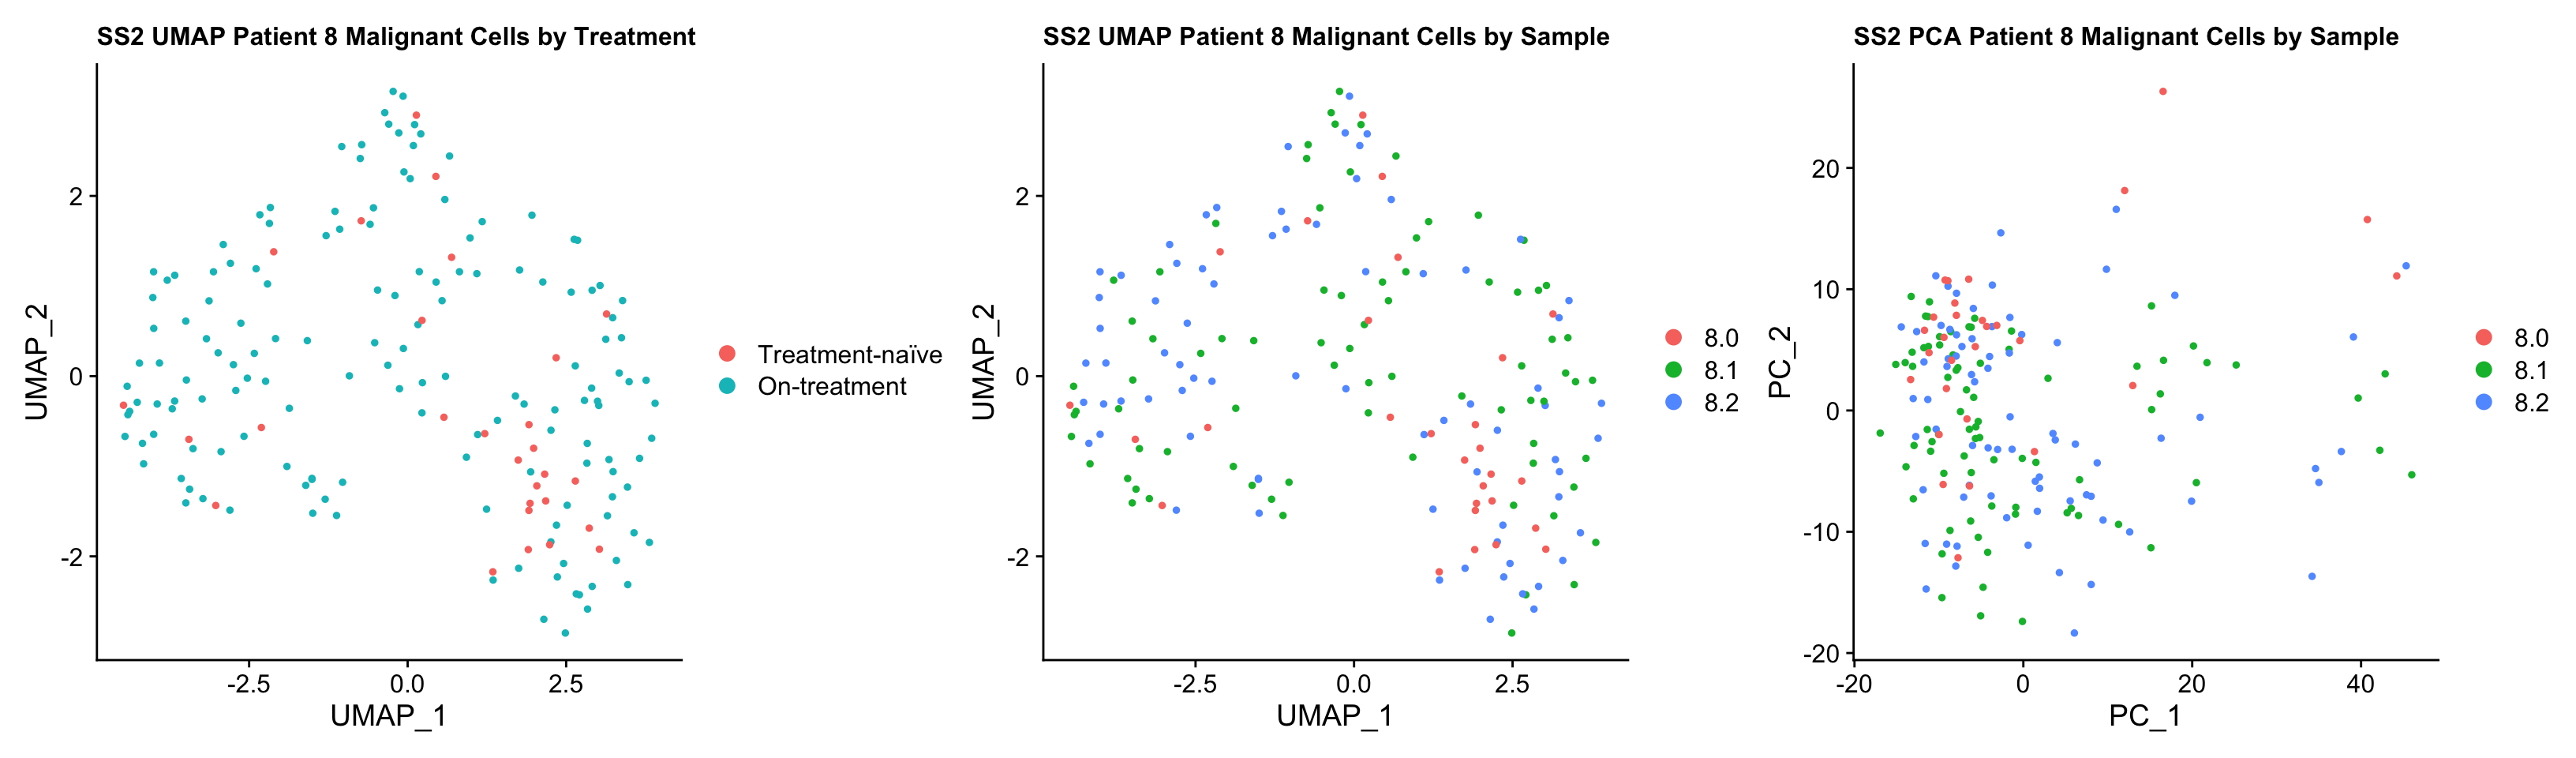 SS2 UMAP Patient 8 Malignant Cells by Treatment
UMAP_2
2
0
-2
-2.5
0.0
2.5
UMAP_1
Treatment-naïve
On-treatment
SS2 UMAP Patient 8 Malignant Cells by Sample
UMAP_2
2
0
-2
-2.5
0.0
2.5
UMAP_1
8.0
8.1
8.2
SS2 PCA Patient 8 Malignant Cells by Sample
PC_2
20
10
0
-10
-20
-20
0
20
40
PC_1
8.0
8.1
8.2